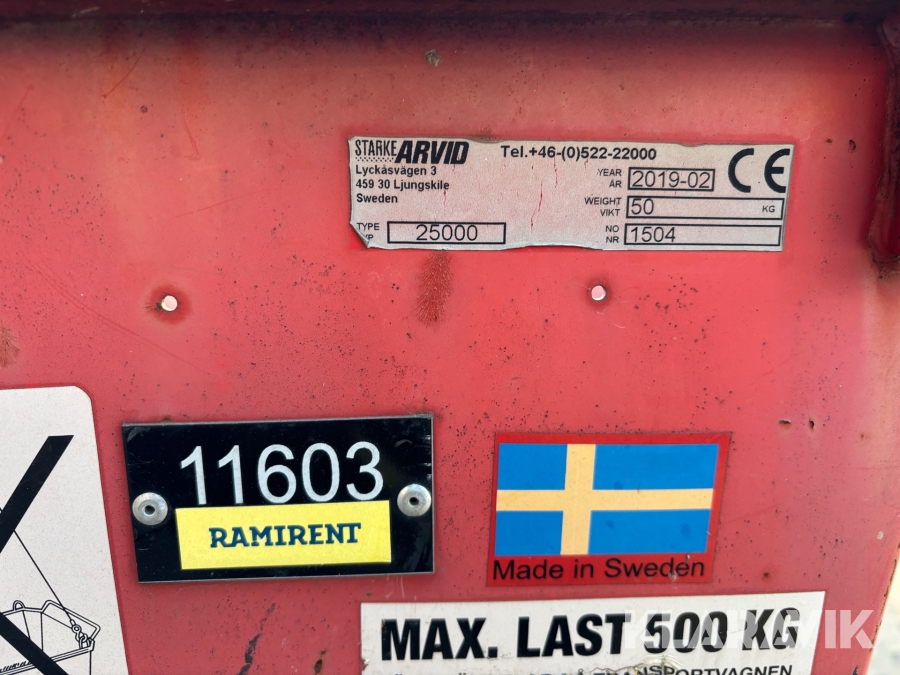 STARKE ARVID
Tel.+46-(0)522-22000
Lyckåsvägen 3
459 30 Ljungskile
Sweden
TYPE
25000
YEAR
ÅR
2019-02
CE
WEIGHT
VIKT
50 KG
NO
NR
1504
11603
RAMIRENT
Made in Sweden
MAX. LAST 500 KG